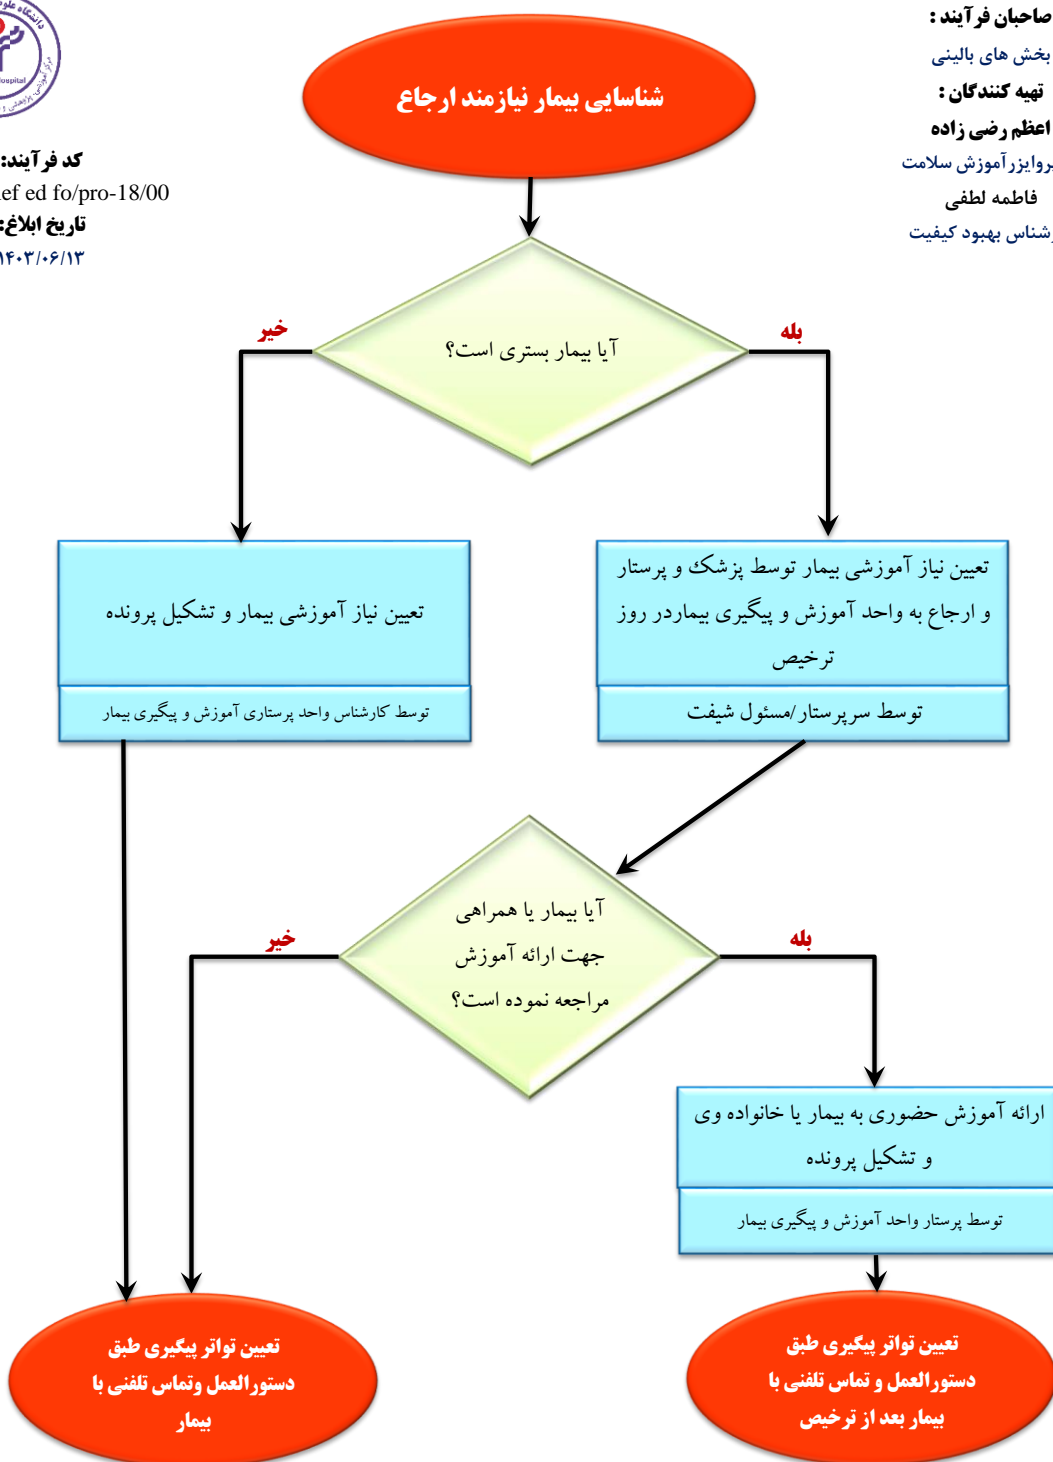 صاحبان فرآیند :
بخش های بالینی
تهیه کنندگان :
اعظم رضی زاده
آموزش سلامت
فاطمه لطفی
بهبود کیفیت
کد فرآیند:
ed fo/pro-18/00
تاریخ ابلاغ:
۱۴۰۳/۰۶/۱۳
شناسایی بیمار نیازمند ارجاع
آیا بیمار بستری است؟
بله
خیر
تعیین نیاز آموزشی بیمار توسط پزشک و پرستار
و ارجاع به واحد آموزش و پیگیری بیماردر روز
ترخیص
توسط سرپرستار/مسئول شیفت
تعیین نیاز آموزشی بیمار و تشکیل پرونده
توسط کارشناس واحد پرستاری آموزش و پیگیری بیمار
آیا بیمار یا همراهی
جهت ارائه آموزش
مراجعه نموده است؟
بله
خیر
ارائه آموزش حضوری به بیمار یا خانواده وی
و تشکیل پرونده
توسط پرستار واحد آموزش و پیگیری بیمار
تعیین تواتر پیگیری طبق
دستورالعمل و تماس تلفنی با
بیمار بعد از ترخیص
تعیین تواتر پیگیری طبق
دستورالعمل وتماس تلفنی با
بیمار